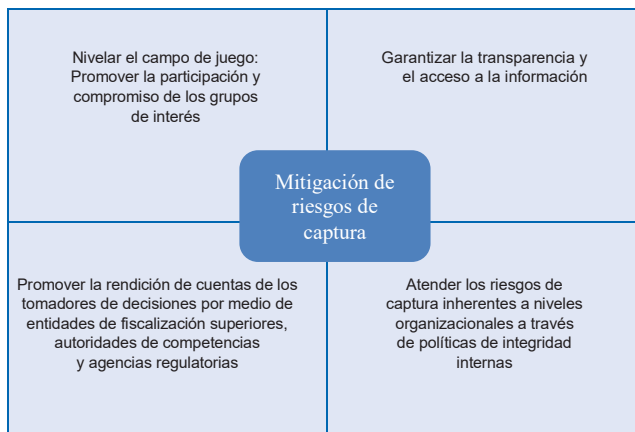 Nivelar el campo de juego:
Promover la participación y
compromiso de los grupos
de interés
Garantizar la transparencia y
el acceso a la información
Mitigación de
riesgos de
captura
Promover la rendición de cuentas de los
tomadores de decisiones por medio de
entidades de fiscalización superiores,
autoridades de competencias
y agencias regulatorias
Atender los riesgos de
captura inherentes a niveles
organizacionales a través
de políticas de integridad
internas